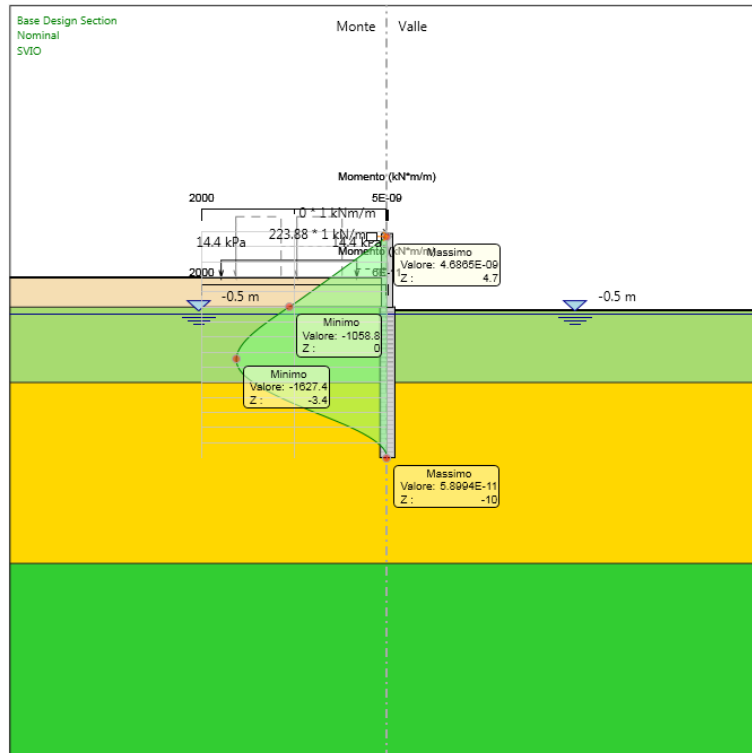 Base Design Section
Nominal
SVIO
Monte
Valle
Momento (kN*m/m)
2000
5E-09
0 * 1 kNm/m
223.88 * 1 kN/m
14.4 kPa
14.4 kPa
Momento (kN*m/m)
2000
Massimo
Valore: 4.6865E-09
Z : 4.7
-0.5 m
-0.5 m
Minimo
Valore: -1058.8
Z : 0
Minimo
Valore: -1627.4
Z : -3.4
Massimo
Valore: 5.8994E-11
Z : -10